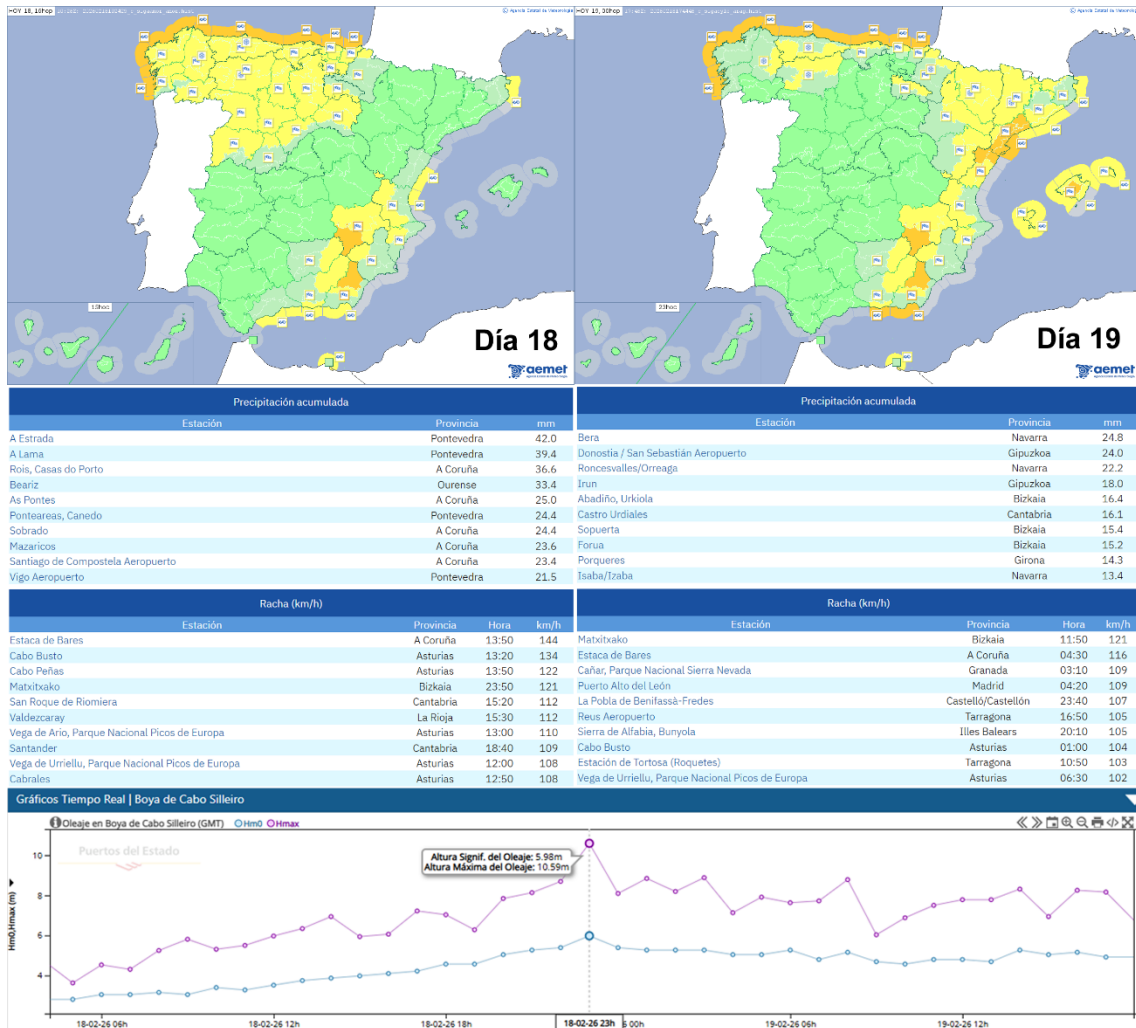 © Agencia Estatal de Meteorología
13hoc
Día 18
aemet
© Agencia Estatal de Meteorología
23hoc
Día 19
aemet
Precipitación acumulada
Estación Provincia mm
A Estrada Pontevedra 42.0
A Lama Pontevedra 39.4
Rois, Casas do Porto A Coruña 36.6
Beariz Ourense 33.4
As Pontes A Coruña 25.0
Ponteareas, Canedo Pontevedra 24.4
Sobrado A Coruña 24.4
Mazaricos A Coruña 23.6
Santiago de Compostela Aeropuerto A Coruña 23.4
Vigo Aeropuerto Pontevedra 21.5
Precipitación acumulada
Estación Provincia mm
Bera Navarra 24.8
Donostia / San Sebastián Aeropuerto Gipuzkoa 24.0
Roncesvalles/Orreaga Navarra 22.2
Irun Gipuzkoa 18.0
Abadiño, Urkiola Bizkaia 16.4
Castro Urdiales Cantabria 16.1
Sopuerta Bizkaia 15.4
Forua Bizkaia 15.2
Porqueres Girona 14.3
Isaba/Izaba Navarra 13.4
Racha (km/h)
Estación Provincia Hora km/h
Estaca de Bares A Coruña 13:50 144
Cabo Busto Asturias 13:20 134
Cabo Peñas Asturias 13:50 122
Matxitxako Bizkaia 23:50 121
San Roque de Riomiera Cantabria 15:20 112
Valdezcaray La Rioja 15:30 112
Vega de Ario, Parque Nacional Picos de Europa Asturias 13:00 110
Santander Cantabria 18:40 109
Vega de Urriellu, Parque Nacional Picos de Europa Asturias 12:00 108
Cabrales Asturias 12:50 108
Racha (km/h)
Estación Provincia Hora km/h
Matxitxako Bizkaia 11:50 121
Estaca de Bares A Coruña 04:30 116
Cañar, Parque Nacional Sierra Nevada Granada 03:10 109
Puerto Alto del León Madrid 04:20 109
La Pobla de Benifassà-Fredes Castelló/Castellón 23:40 107
Reus Aeropuerto Tarragona 16:50 105
Sierra de Alfabia, Bunyola Illes Balears 20:10 105
Cabo Busto Asturias 01:00 104
Estación de Tortosa (Roquetes) Tarragona 10:50 103
Vega de Urriellu, Parque Nacional Picos de Europa Asturias 06:30 102
Gráficos Tiempo Real | Boya de Cabo Silleiro
Oleaje en Boya de Cabo Silleiro (GMT) Hm0 Hmax
Puertos del Estado
Altura Signif. del Oleaje: 5.98m
Altura Máxima del Oleaje: 10.59m
Hm0,Hmax (m)
10
8
6
4
2
18-02-26 06h 18-02-26 12h 18-02-26 18h 18-02-26 23h 6 00h 19-02-26 06h 19-02-26 12h